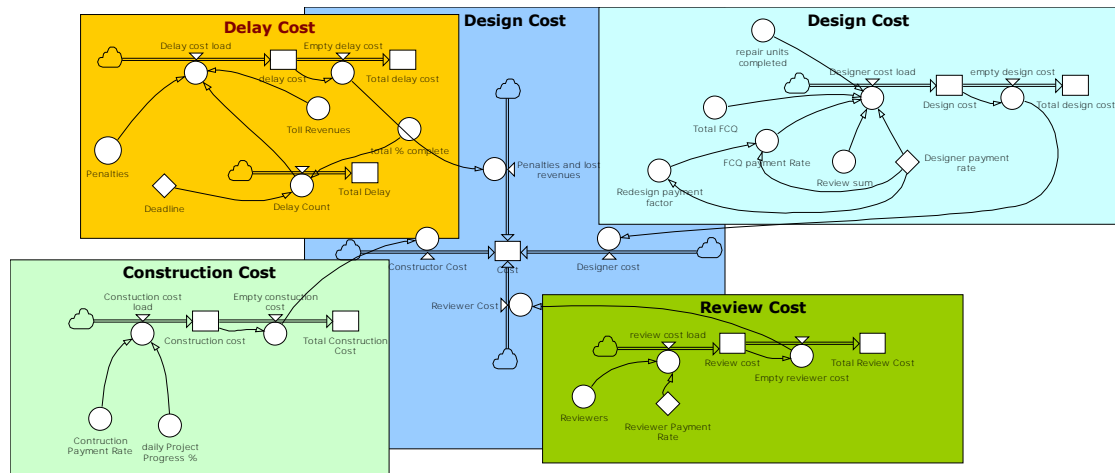 Delay Cost
Delay cost load
Empty delay cost
delay cost
Total delay cost
Toll Revenues
total % complete
Penalties
Deadline
Delay Count
Total Delay
Design Cost
Penalties and lost
revenues
Constructor Cost
Cost
Designer cost
Reviewer Cost
Design Cost
repair units
completed
Designer cost load
empty design cost
Design cost
Total design cost
Total FCQ
FCQ payment Rate
Review sum
Designer payment
rate
Redesign payment
factor
Construction Cost
Constuction cost
load
Empty constuction
cost
Construction cost
Total Construction
Cost
Contruction
Payment Rate
daily Project
Progress %
Review Cost
review cost load
Review cost
Total Review Cost
Empty reviewer cost
Reviewers
Reviewer Payment
Rate